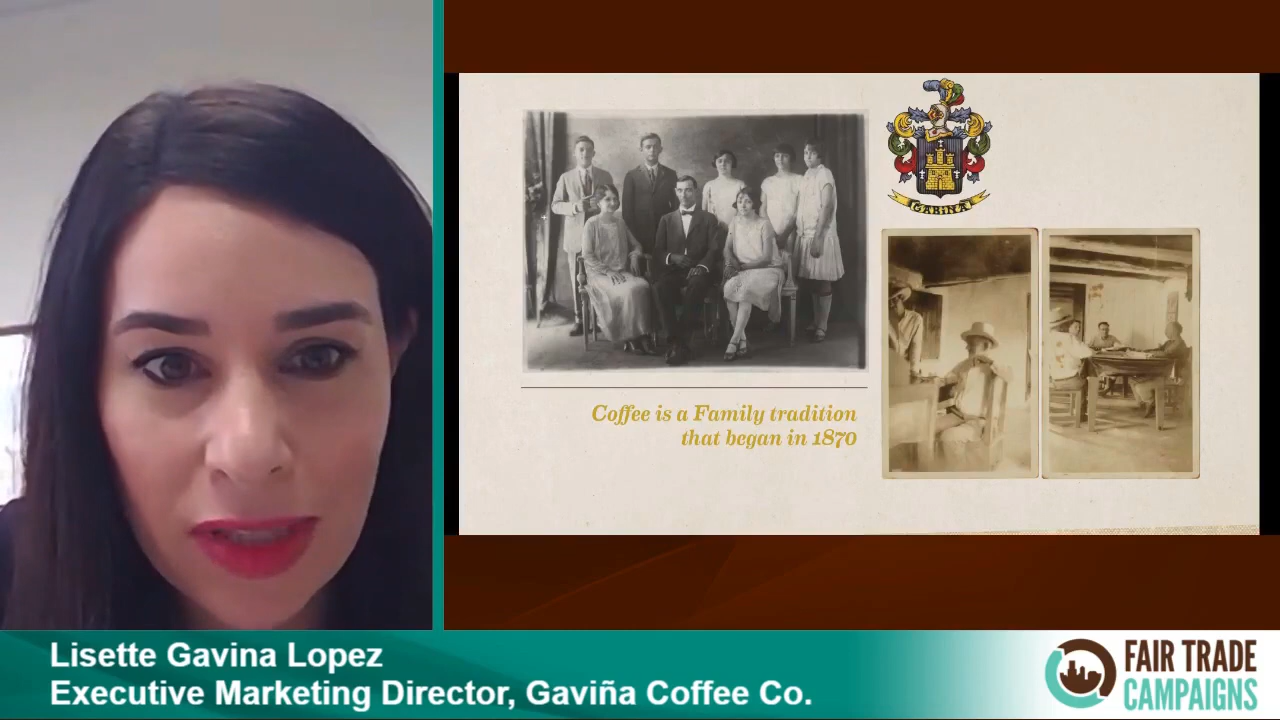 GABIÑA
Coffee is a Family tradition
that began in 1870
Lisette Gavina Lopez
Executive Marketing Director, Gaviña Coffee Co.
FAIR TRADE
CAMPAIGNS